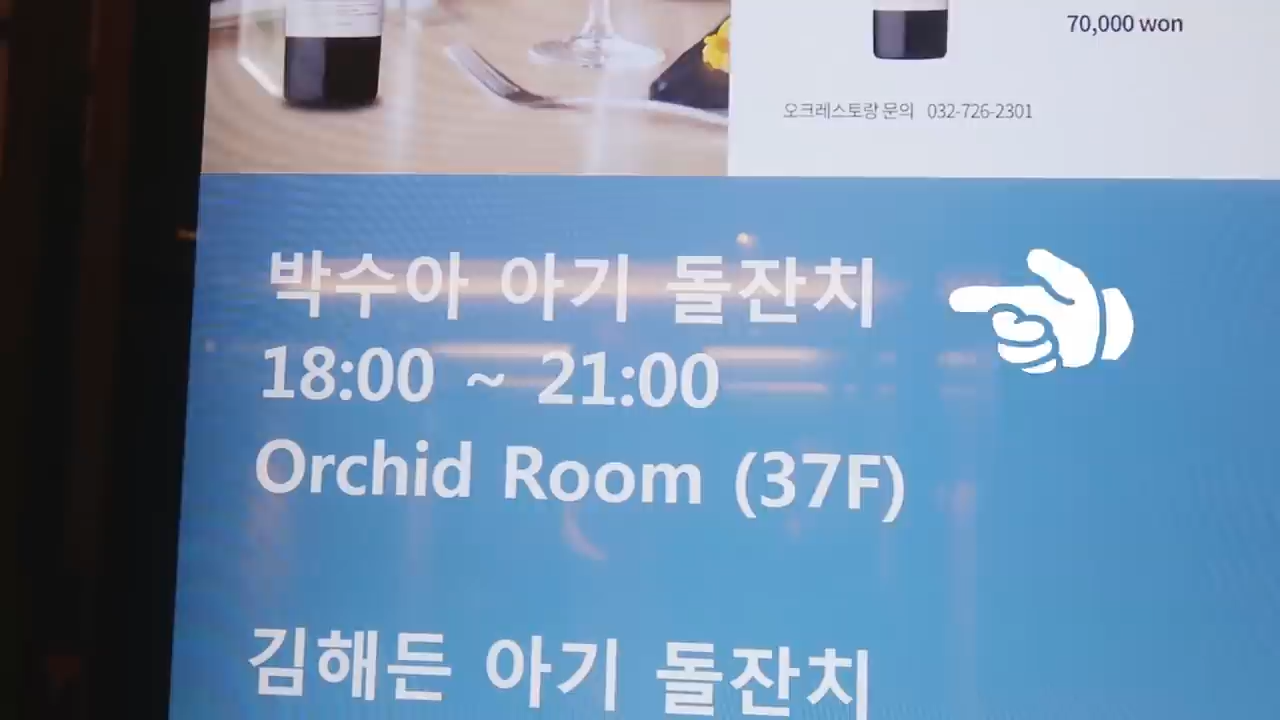 70,000 won
오크레스토랑 문의 032-726-2301
박수아 아기 돌잔치
18:00 ~ 21:00
Orchid Room (37F)
김해든 아기 돌잔치